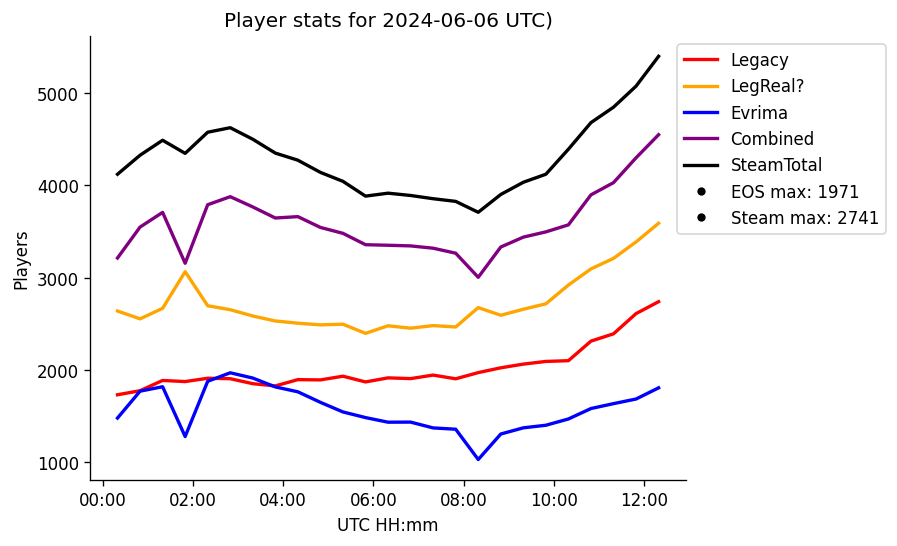 Player stats for 2024-06-06 UTC)
Players
5000
4000
3000
2000
1000
00:00 02:00 04:00 06:00 08:00 10:00 12:00
UTC HH:mm
Legacy
LegReal?
Evrima
Combined
SteamTotal
EOS max: 1971
Steam max: 2741